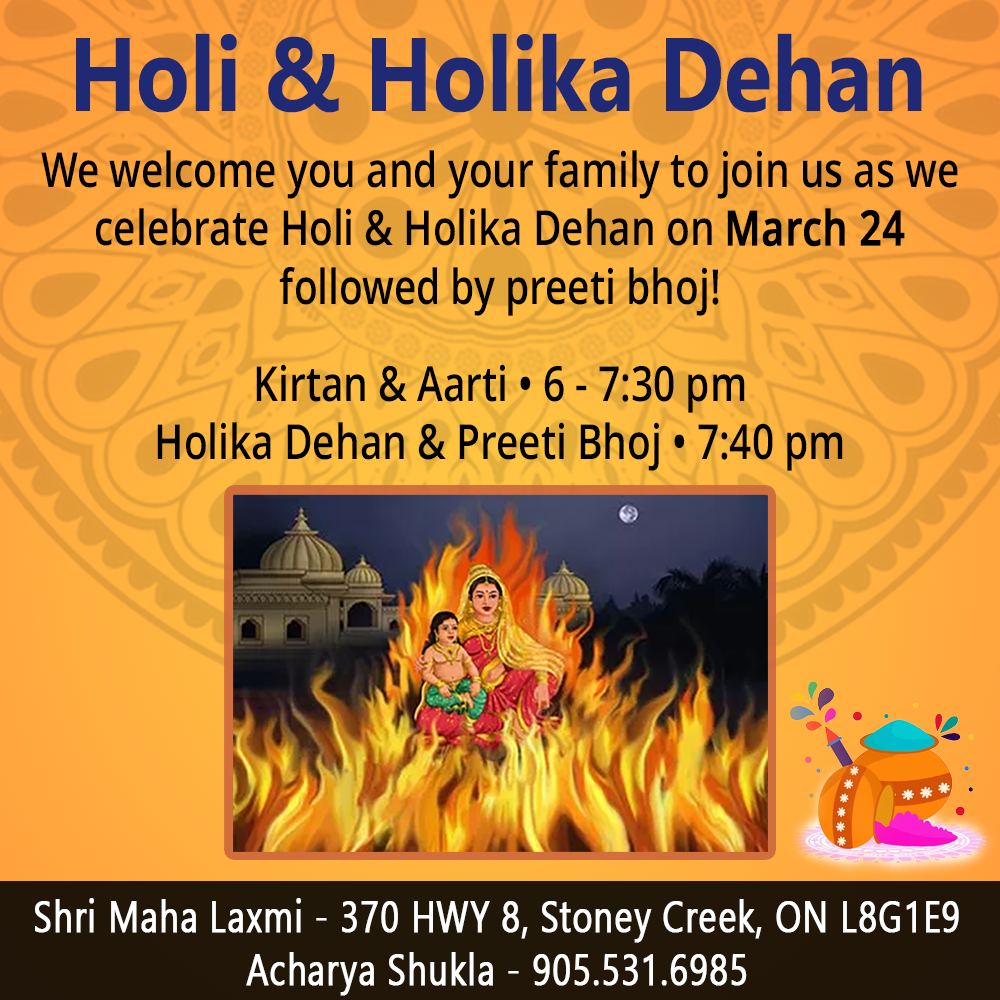 Holi & Holika Dehan
We welcome you and your family to join us as we
celebrate Holi & Holika Dehan on March 24
followed by preeti bhoj!
Kirtan & Aarti • 6 - 7:30 pm
Holika Dehan & Preeti Bhoj • 7:40 pm
Shri Maha Laxmi - 370 HWY 8, Stoney Creek, ON L8G1E9
Acharya Shukla - 905.531.6985